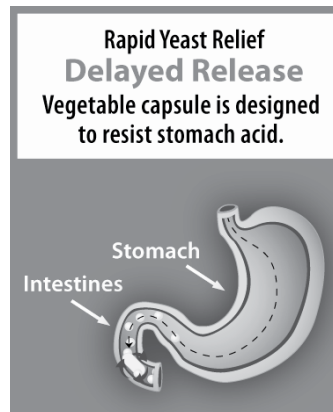 Rapid Yeast Relief
Delayed Release
Vegetable capsule is designed
to resist stomach acid.
Stomach
Intestines